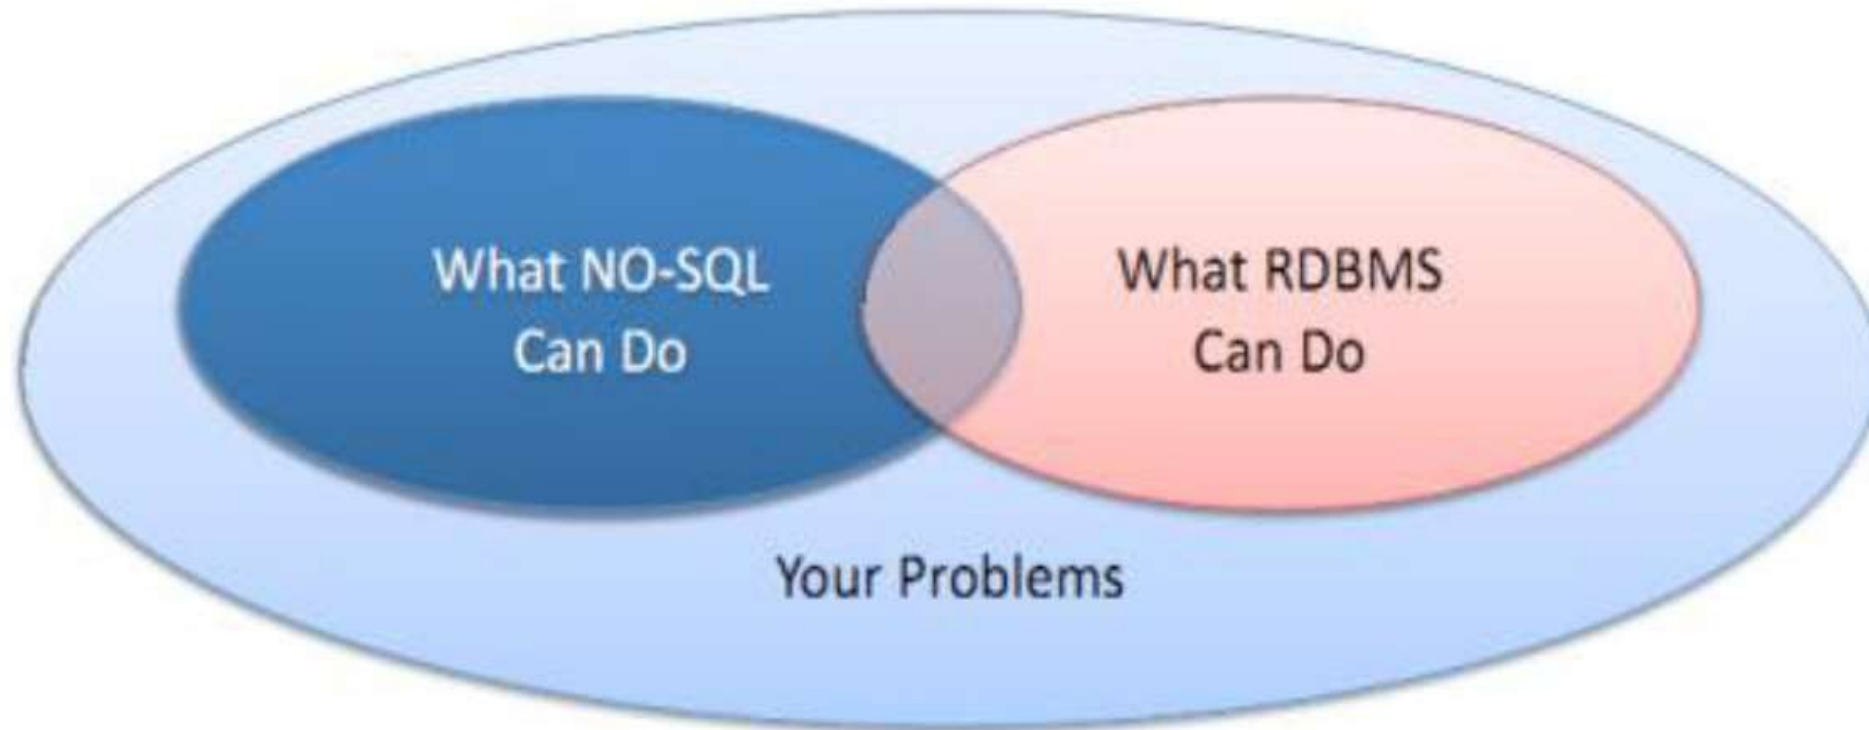 What NO-SQL
Can Do
What RDBMS
Can Do
Your Problems